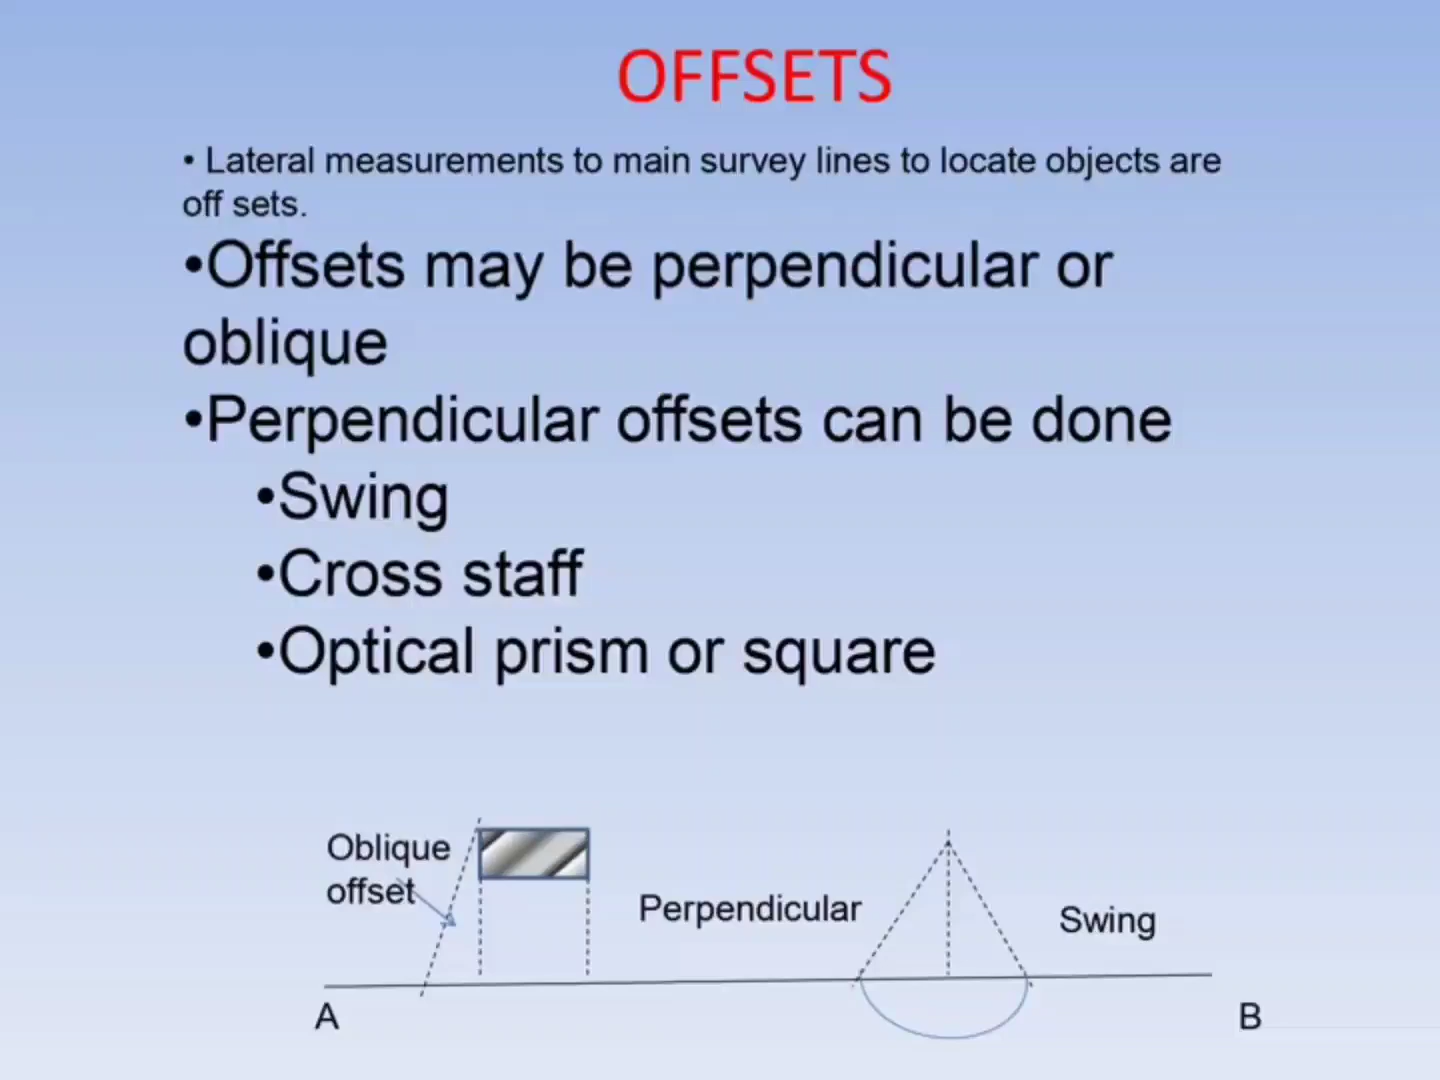 OFFSETS
• Lateral measurements to main survey lines to locate objects are
off sets.
•Offsets may be perpendicular or
oblique
•Perpendicular offsets can be done
•Swing
•Cross staff
•Optical prism or square
Oblique
offset
Perpendicular
Swing
A
B